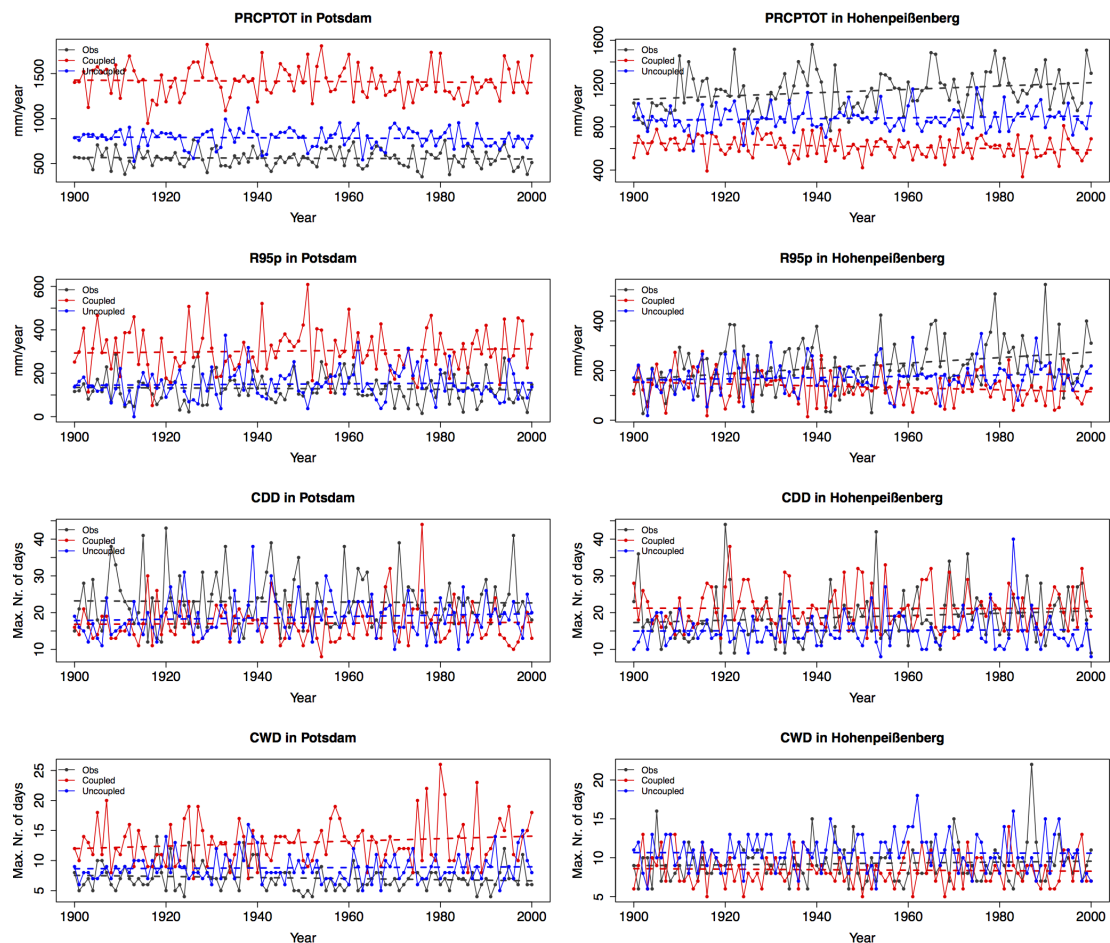 PRCPTOT in Potsdam
mm/year
500 1000 1500
Obs
Coupled
Uncoupled
1900 1920 1940 1960 1980 2000
Year
PRCPTOT in Hohenpeißenberg
mm/year
400 600 800 1200 1600
Obs
Coupled
Uncoupled
1900 1920 1940 1960 1980 2000
Year
R95p in Potsdam
mm/year
0 200 400 600
Obs
Coupled
Uncoupled
1900 1920 1940 1960 1980 2000
Year
R95p in Hohenpeißenberg
mm/year
0 200 400
Obs
Coupled
Uncoupled
1900 1920 1940 1960 1980 2000
Year
CDD in Potsdam
Max. Nr. of days
10 20 30 40
Obs
Coupled
Uncoupled
1900 1920 1940 1960 1980 2000
Year
CDD in Hohenpeißenberg
Max. Nr. of days
10 20 30 40
Obs
Coupled
Uncoupled
1900 1920 1940 1960 1980 2000
Year
CWD in Potsdam
Max. Nr. of days
5 10 15 20 25
Obs
Coupled
Uncoupled
1900 1920 1940 1960 1980 2000
Year
CWD in Hohenpeißenberg
Max. Nr. of days
5 10 15 20
Obs
Coupled
Uncoupled
1900 1920 1940 1960 1980 2000
Year